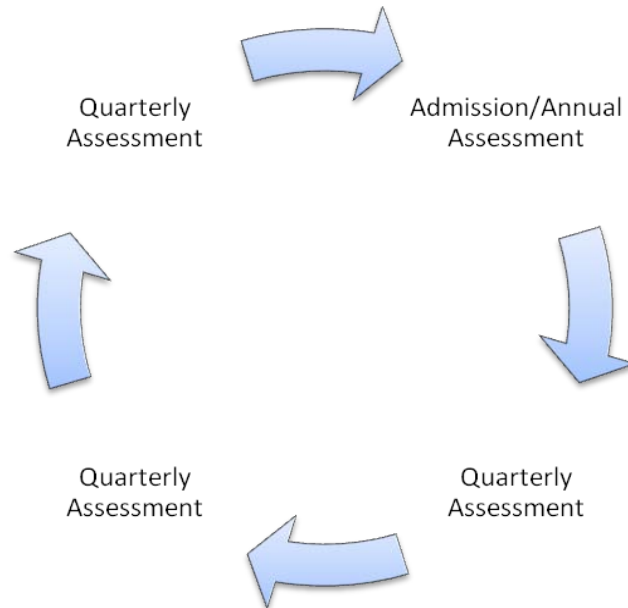 Quarterly
Assessment
Admission/Annual
Assessment
Quarterly
Assessment
Quarterly
Assessment